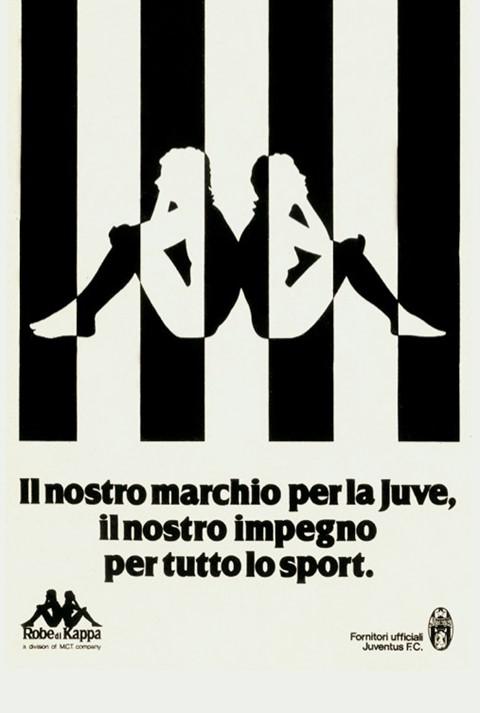 Il nostro marchio per la Juve,
il nostro impegno
per tutto lo sport.
Robe di Kappa
a division of MCT company
Fornitori ufficiali
Juventus F.C.